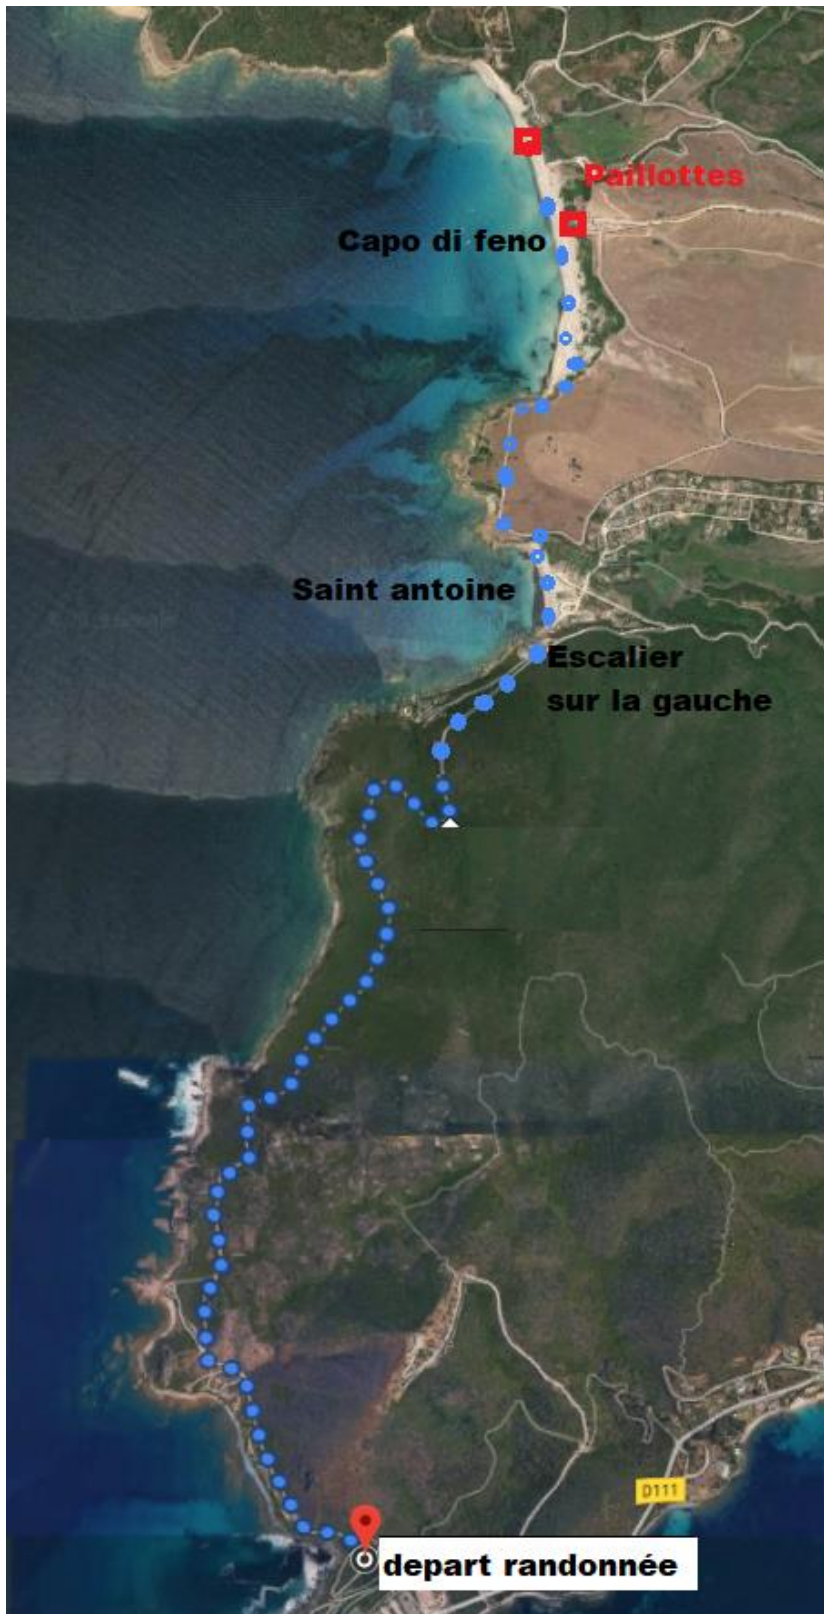 Paillottes
Capo di feno
Saint antoine
Escalier
sur la gauche
D111
depart randonnée